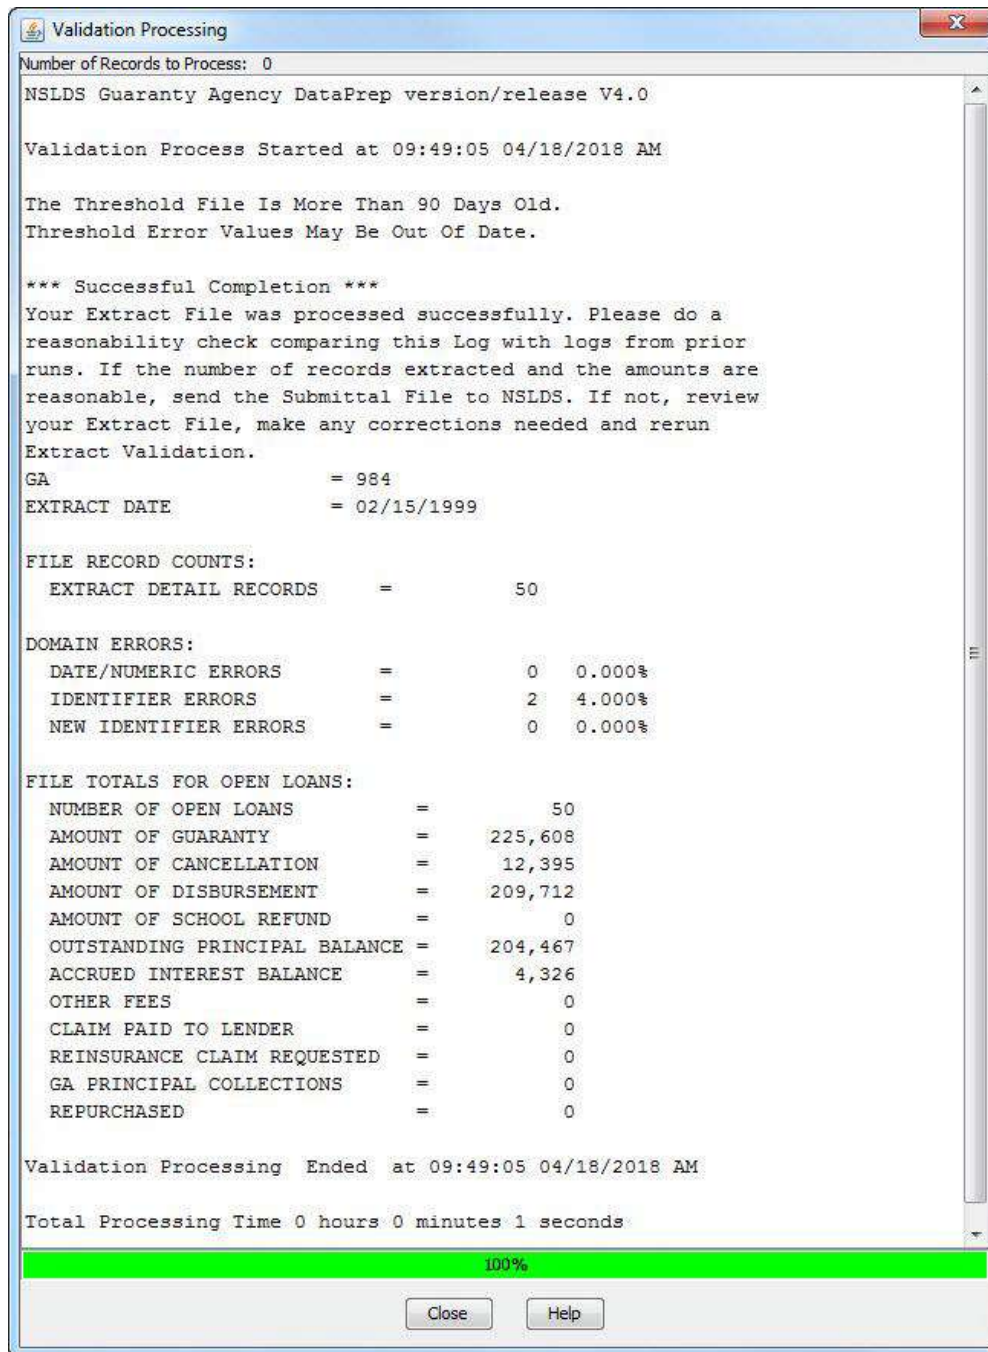 Validation Processing
Number of Records to Process: 0
NSLDS Guaranty Agency DataPrep version/release V4.0
Validation Process Started at 09:49:05 04/18/2018 AM
The Threshold File Is More Than 90 Days Old.
Threshold Error Values May Be Out Of Date.
*** Successful Completion ***
Your Extract File was processed successfully. Please do a
reasonability check comparing this Log with logs from prior
runs. If the number of records extracted and the amounts are
reasonable, send the Submittal File to NSLDS. If not, review
your Extract File, make any corrections needed and rerun
Extract Validation.
GA = 984
EXTRACT DATE = 02/15/1999
FILE RECORD COUNTS:
EXTRACT DETAIL RECORDS = 50
DOMAIN ERRORS:
DATE/NUMERIC ERRORS = 0 0.000%
IDENTIFIER ERRORS = 2 4.000%
NEW IDENTIFIER ERRORS = 0 0.000%
FILE TOTALS FOR OPEN LOANS:
NUMBER OF OPEN LOANS = 50
AMOUNT OF GUARANTY = 225,608
AMOUNT OF CANCELLATION = 12,395
AMOUNT OF DISBURSEMENT = 209,712
AMOUNT OF SCHOOL REFUND = 0
OUTSTANDING PRINCIPAL BALANCE = 204,467
ACCRUED INTEREST BALANCE = 4,326
OTHER FEES = 0
CLAIM PAID TO LENDER = 0
REINSURANCE CLAIM REQUESTED = 0
GA PRINCIPAL COLLECTIONS = 0
REPURCHASED = 0
Validation Processing Ended at 09:49:05 04/18/2018 AM
Total Processing Time 0 hours 0 minutes 1 seconds
100%
Close Help